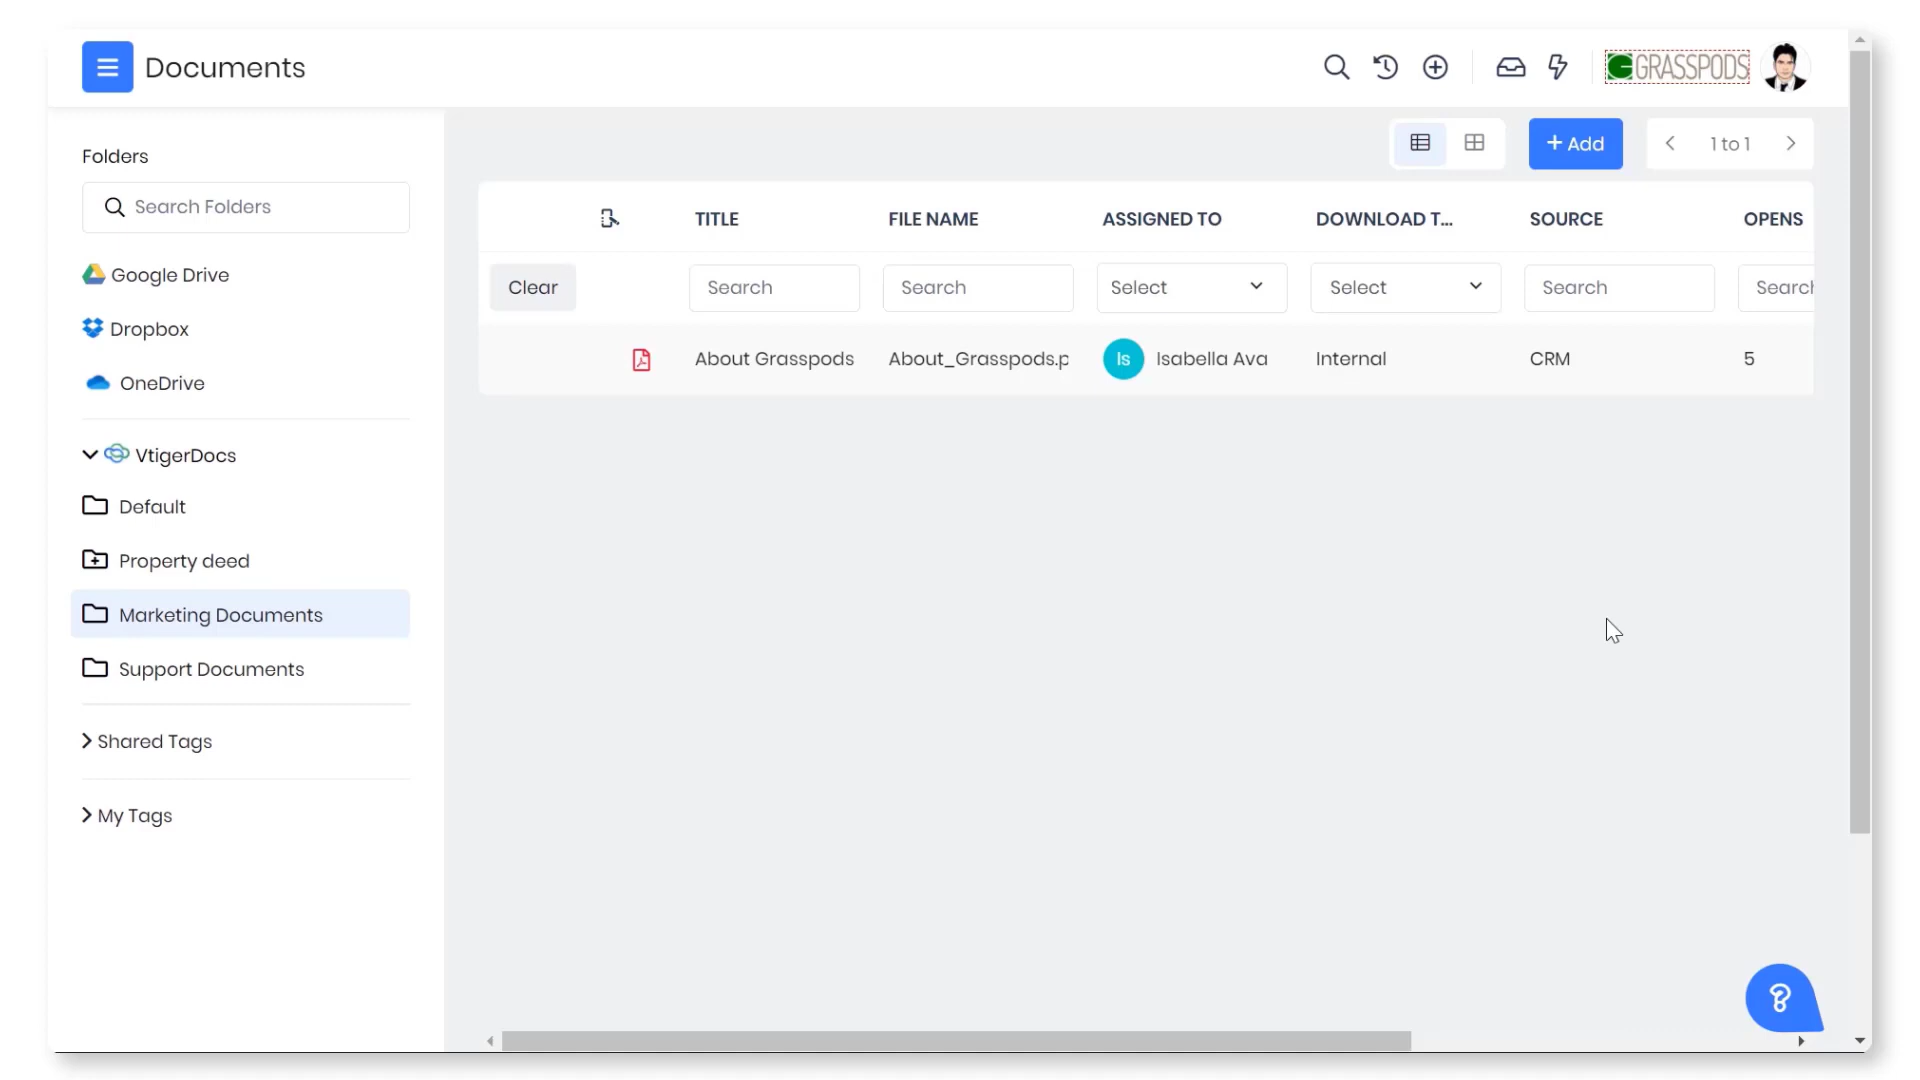 Documents
GRASSPODS
Folders
Search Folders
Google Drive
Dropbox
OneDrive
VtigerDocs
Default
Property deed
Marketing Documents
Support Documents
Shared Tags
My Tags
+ Add
1 to 1
TITLE FILE NAME ASSIGNED TO DOWNLOAD T... SOURCE OPENS
Clear Search Search Select Select Search Search
About Grasspods About_Grasspods.p Is Isabella Ava Internal CRM 5
?